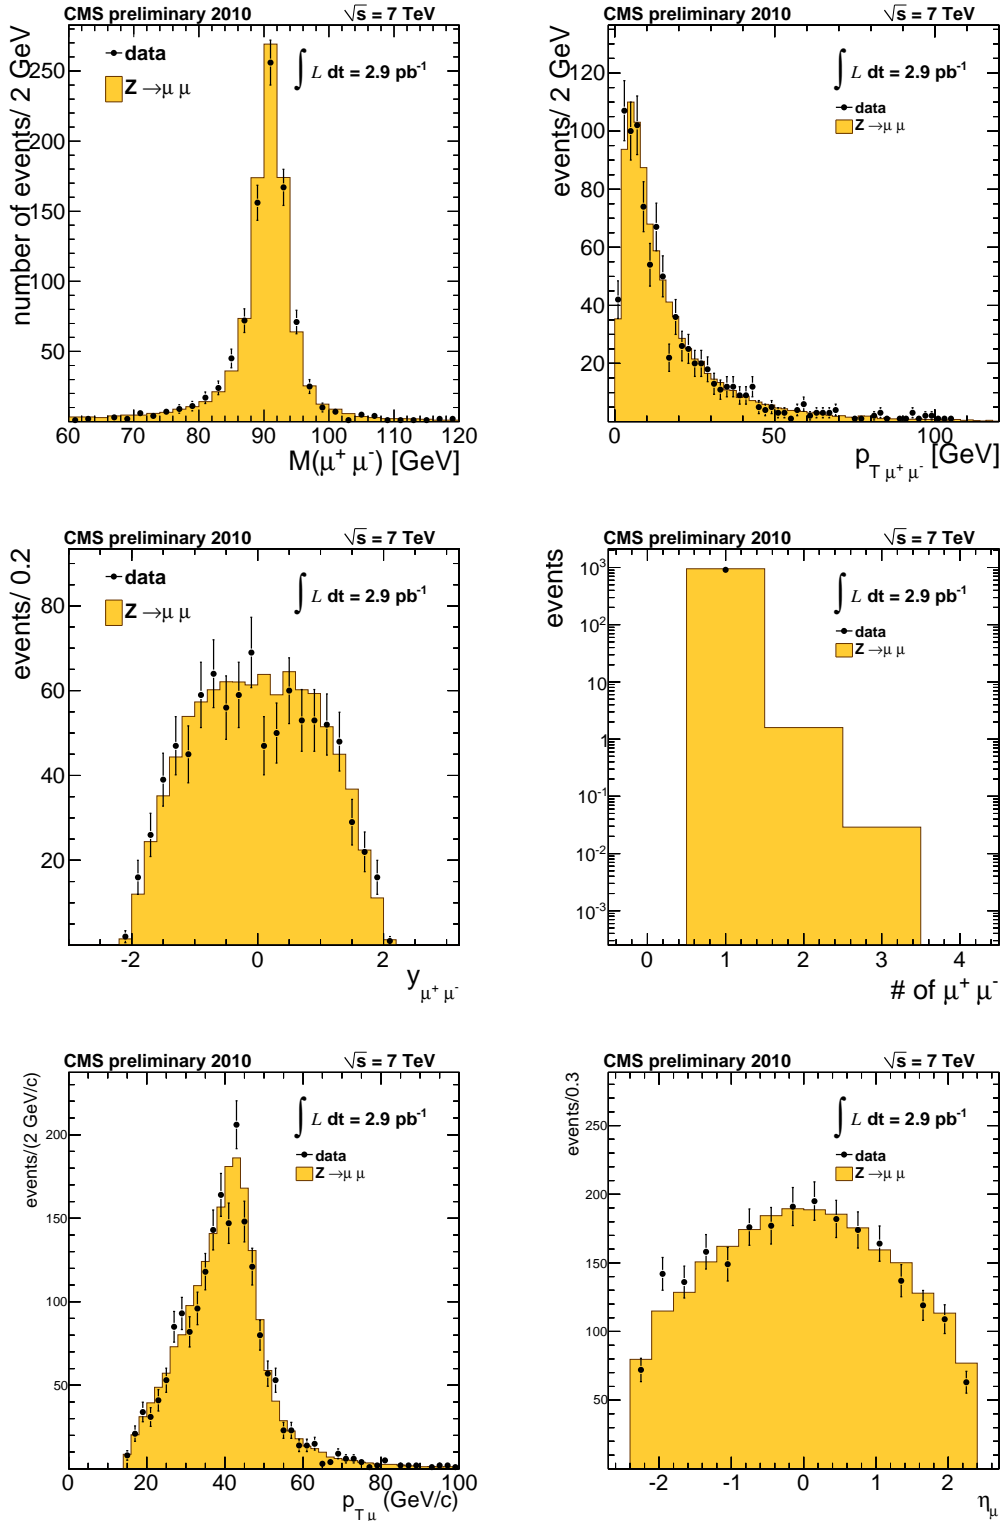 CMS preliminary 2010 √s = 7 TeV
number of events/ 2 GeV
data
Z →μ μ
∫ L dt = 2.9 pb⁻¹
250
200
150
100
50
60 70 80 90 100 110 120
M(μ⁺ μ⁻) [GeV]
CMS preliminary 2010 √s = 7 TeV
events/ 2 GeV
∫ L dt = 2.9 pb⁻¹
data
Z →μ μ
120
100
80
60
40
20
0 50 100
p_T μ⁺ μ⁻ [GeV]
CMS preliminary 2010 √s = 7 TeV
events/ 0.2
data
Z →μ μ
∫ L dt = 2.9 pb⁻¹
80
60
40
20
-2 0 2
y_μ⁺ μ⁻
CMS preliminary 2010 √s = 7 TeV
events
∫ L dt = 2.9 pb⁻¹
data
Z →μ μ
10³
10²
10
1
10⁻¹
10⁻²
10⁻³
0 1 2 3 4
# of μ⁺ μ⁻
CMS preliminary 2010 √s = 7 TeV
events/(2 GeV/c)
∫ L dt = 2.9 pb⁻¹
data
Z →μ μ
200
150
100
50
0 20 40 60 80 100
p_T μ (GeV/c)
CMS preliminary 2010 √s = 7 TeV
events/0.3
∫ L dt = 2.9 pb⁻¹
data
Z →μ μ
250
200
150
100
50
-2 -1 0 1 2
η_μ